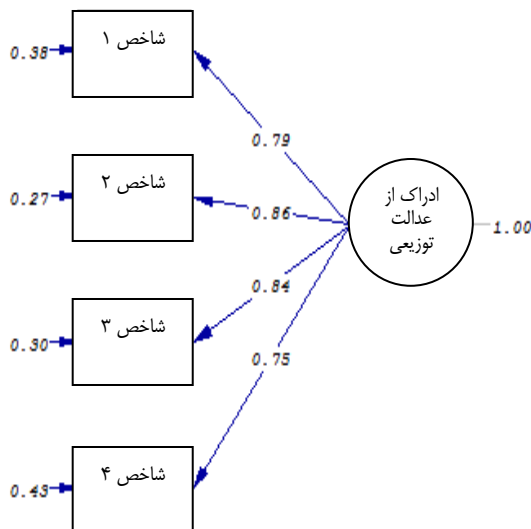 شاخص ۱
0.38
0.79
شاخص ۲
0.27
0.86
ادراک از
عدالت
توزیعی
1.00
شاخص ۳
0.30
0.84
0.75
شاخص ۴
0.43